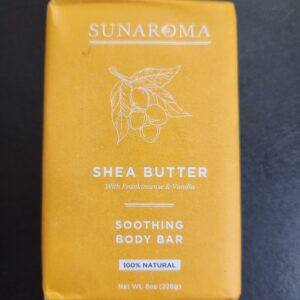 SUNAROMA
SHEA BUTTER
With Frankincense & Vanilla
SOOTHING
BODY BAR
100% NATURAL
Net Wt. 8oz (226g)